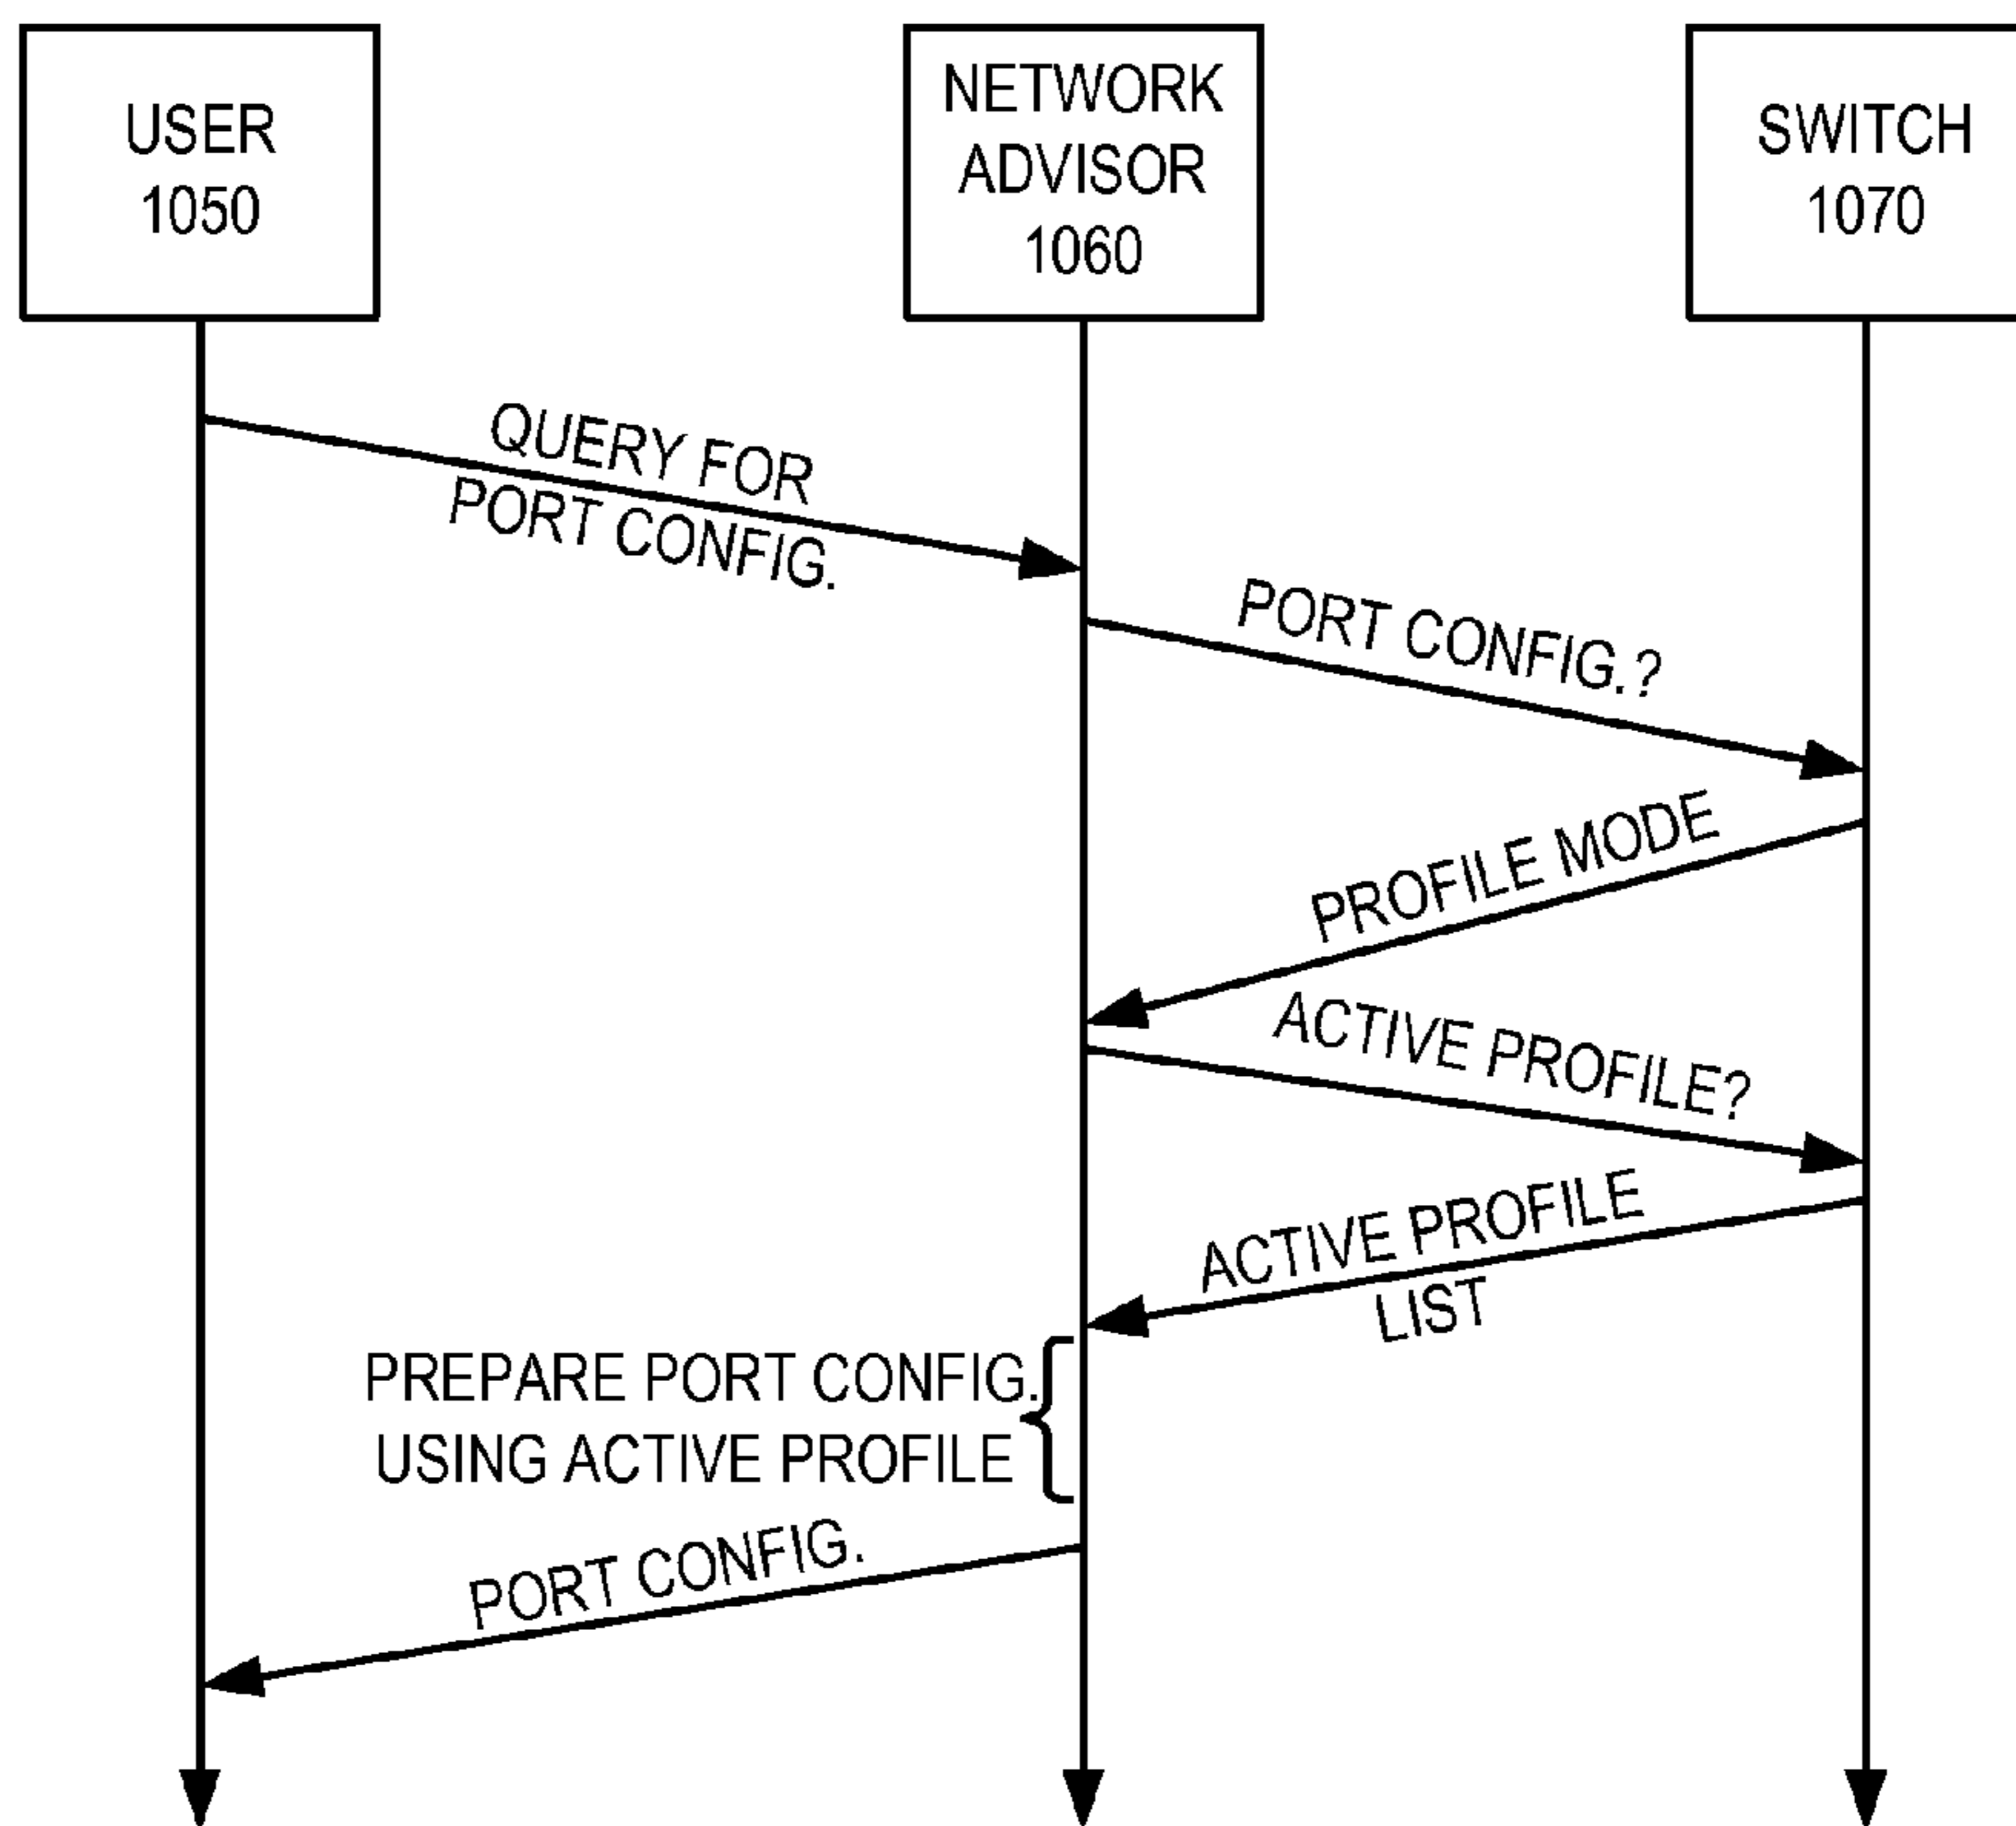 USER
1050
NETWORK
ADVISOR
1060
SWITCH
1070
QUERY FOR
PORT CONFIG.
PORT CONFIG.?
PROFILE MODE
ACTIVE PROFILE?
ACTIVE PROFILE
LIST
PREPARE PORT CONFIG.
USING ACTIVE PROFILE
PORT CONFIG.